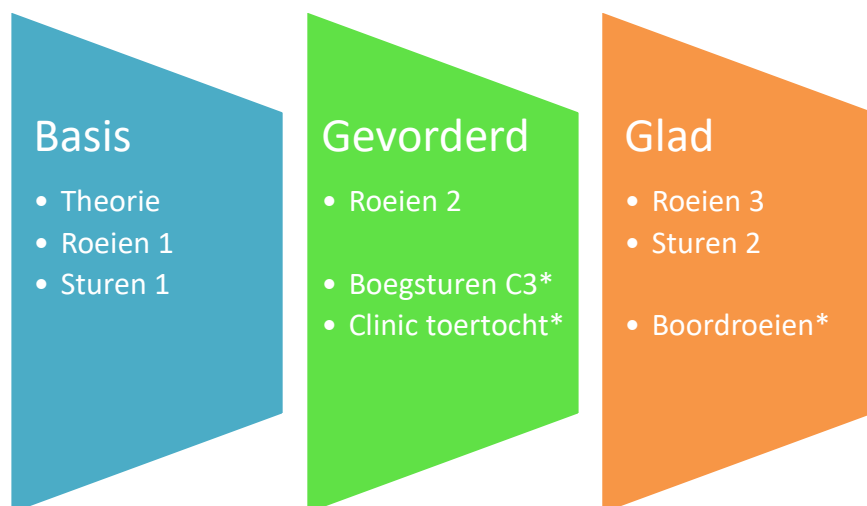 Basis
• Theorie
• Roeien 1
• Sturen 1
Gevorderd
• Roeien 2
• Boegsturen C3*
• Clinic toertocht*
Glad
• Roeien 3
• Sturen 2
• Boordroeien*